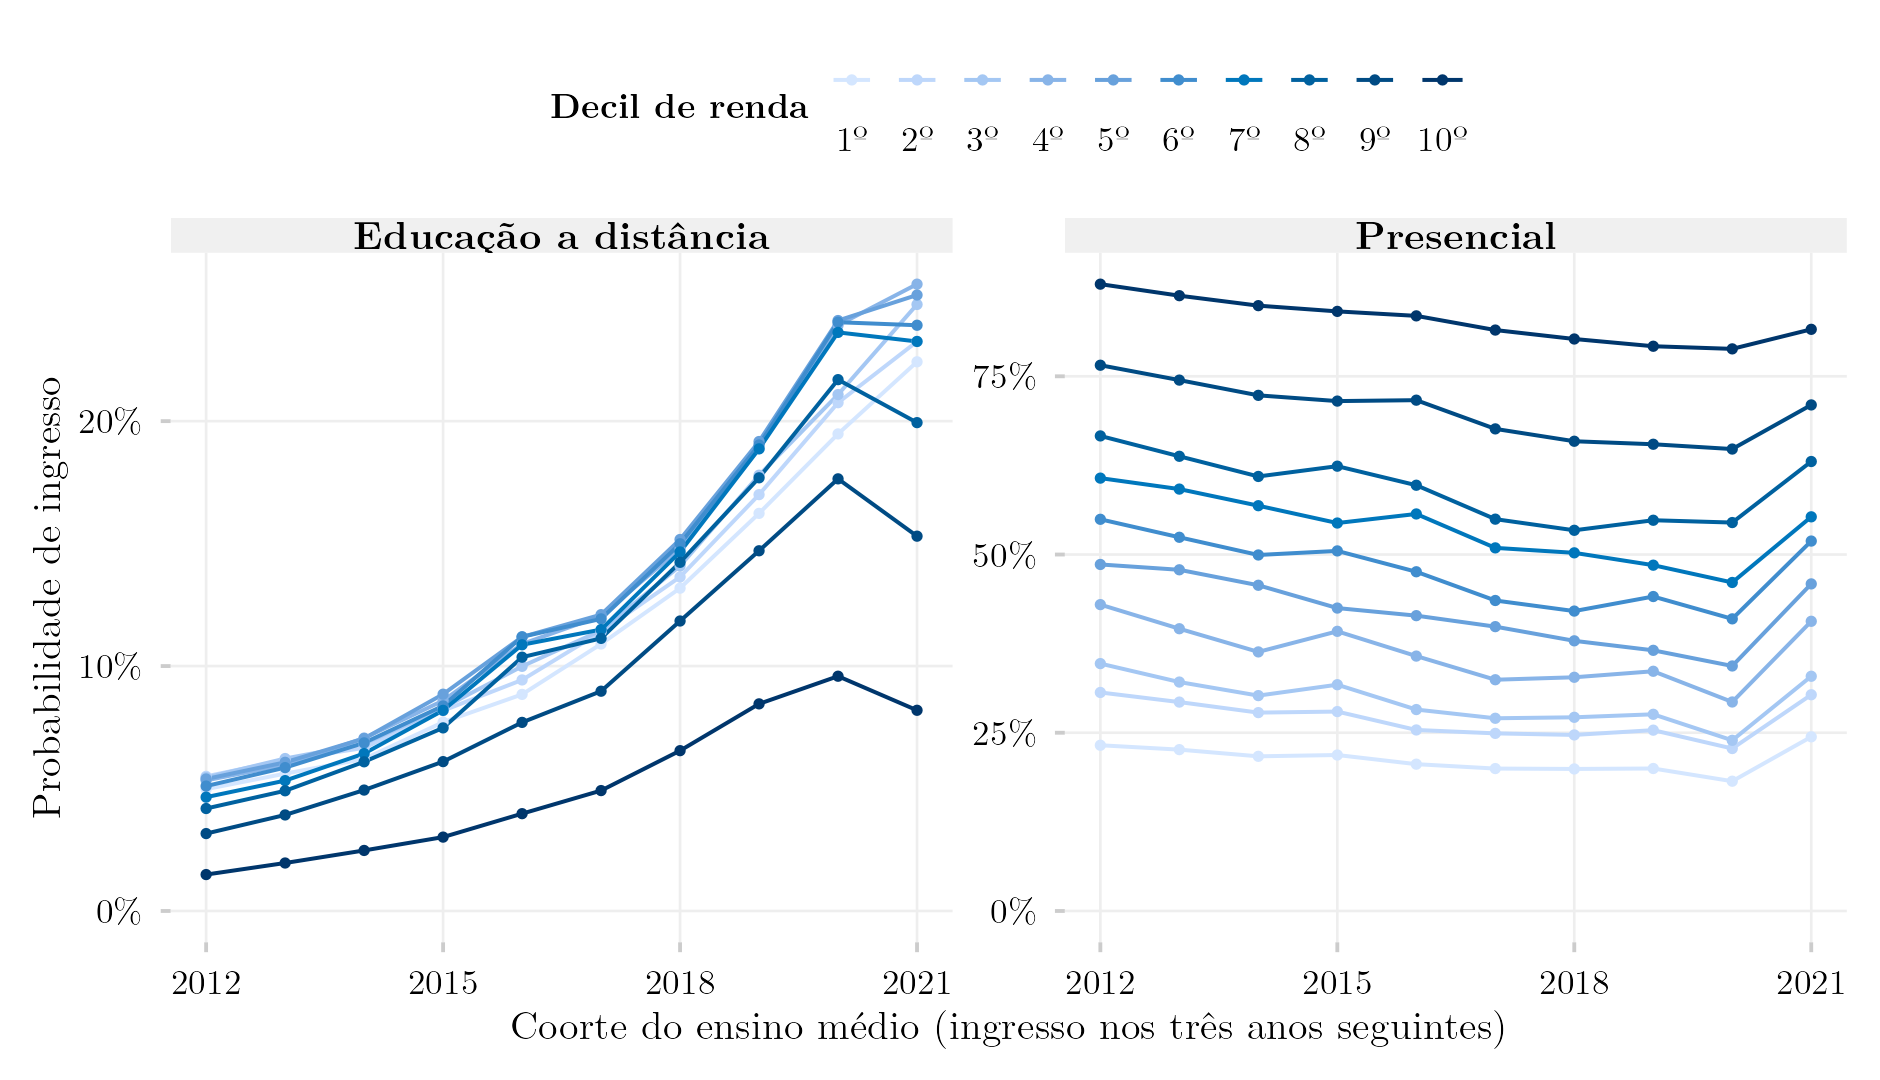 Decil de renda
1º 2º 3º 4º 5º 6º 7º 8º 9º 10º
Educação a distância
Presencial
Probabilidade de ingresso
20%
10%
0%
75%
50%
25%
0%
2012 2015 2018 2021
2012 2015 2018 2021
Coorte do ensino médio (ingresso nos três anos seguintes)